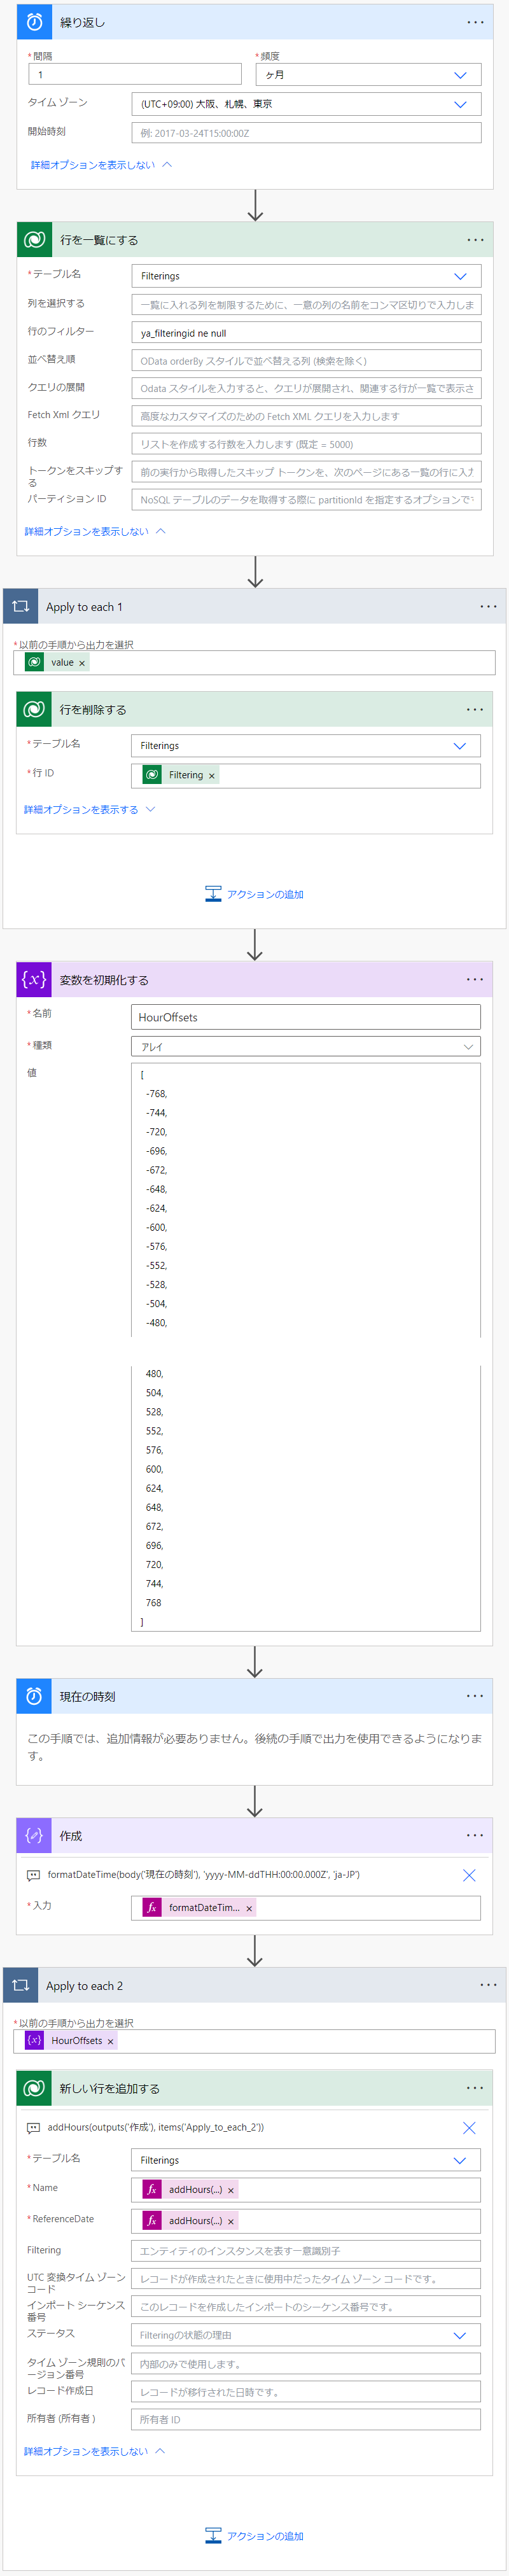 繰り返し
*間隔
*頻度
1
ヶ月
タイム ゾーン
(UTC+09:00) 大阪、札幌、東京
開始時刻
例: 2017-03-24T15:00:00Z
詳細オプションを表示しない
行を一覧にする
*テーブル名
Filterings
列を選択する
一覧に入れる列を制限するために、一意の列の名前をコンマ区切りで入力しま
行のフィルター
ya_filteringid ne null
並べ替え順
OData orderBy スタイルで並べ替える列 (検索を除く)
クエリの展開
Odata スタイルを入力すると、クエリが展開され、関連する行が一覧で表示さ
Fetch Xml クエリ
高度なカスタマイズのための Fetch XML クエリを入力します
行数
リストを作成する行数を入力します (既定 = 5000)
トークンをスキップす
る
前の実行から取得したスキップ トークンを、次のページにある一覧の行に入力
パーティション ID
NoSQL テーブルのデータを取得する際に partitionId を指定するオプションで
詳細オプションを表示しない
Apply to each 1
*以前の手順から出力を選択
value ×
行を削除する
*テーブル名
Filterings
*行 ID
Filtering ×
詳細オプションを表示する
アクションの追加
{x} 変数を初期化する
*名前
HourOffsets
*種類
アレイ
値
[
-768,
-744,
-720,
-696,
-672,
-648,
-624,
-600,
-576,
-552,
-528,
-504,
-480,
480,
504,
528,
552,
576,
600,
624,
648,
672,
696,
720,
744,
768
]
現在の時刻
この手順では、追加情報が必要ありません。後続の手順で出力を使用できるようになりま
す。
作成
formatDateTime(body('現在の時刻'), 'yyyy-MM-ddTHH:00:00.000Z', 'ja-JP')
*入力
fx formatDateTim... ×
Apply to each 2
*以前の手順から出力を選択
{x} HourOffsets ×
新しい行を追加する
addHours(outputs('作成'), items('Apply_to_each_2'))
*テーブル名
Filterings
*Name
fx addHours(...) ×
*ReferenceDate
fx addHours(...) ×
Filtering
エンティティのインスタンスを表す一意識別子
UTC 変換タイム ゾーン
コード
レコードが作成されたときに使用中だったタイム ゾーン コードです。
インポート シーケンス
番号
このレコードを作成したインポートのシーケンス番号です。
ステータス
Filteringの状態の理由
タイム ゾーン規則のバ
ージョン番号
内部のみで使用します。
レコード作成日
レコードが移行された日時です。
所有者 (所有者 )
所有者 ID
詳細オプションを表示しない
アクションの追加